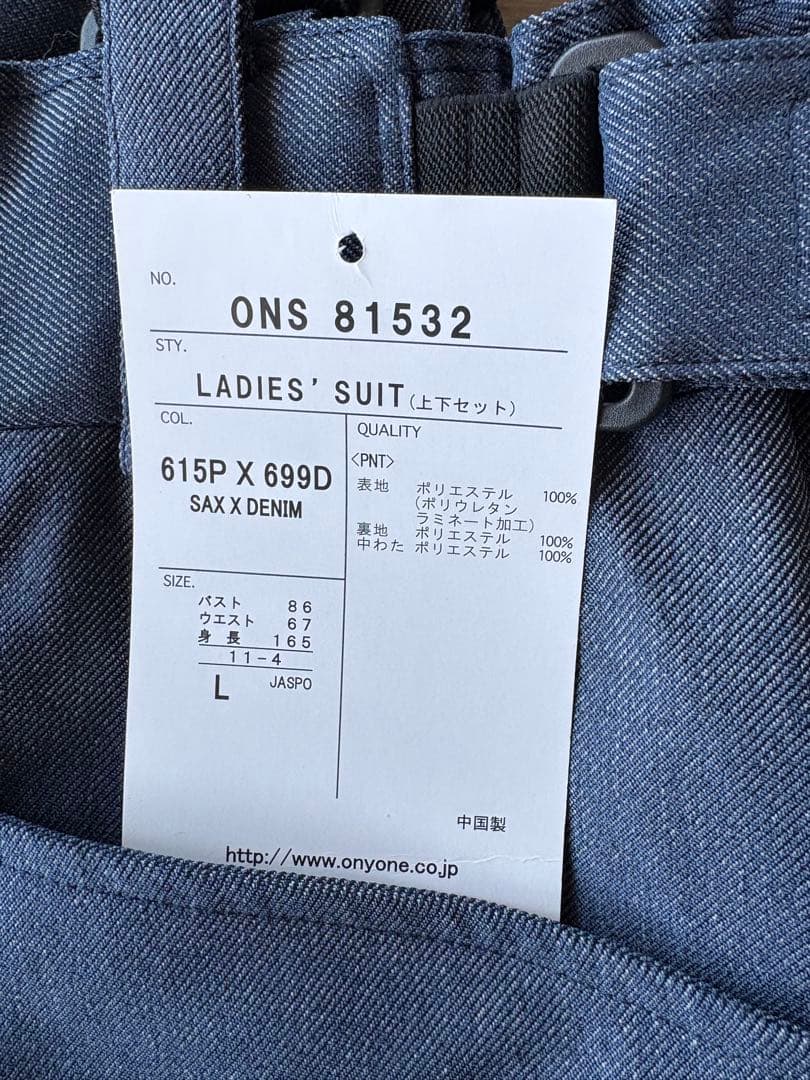 NO.
ONS 81532
STY.
LADIES' SUIT(上下セット)
COL.
615P X 699D
SAX X DENIM
SIZE.
バスト 86
ウエスト 67
身長 165
11-4
L JASPO
QUALITY
〈PNT〉
表地 ポリエステル 100%
(ポリウレタン
ラミネート加工)
裏地 ポリエステル 100%
中わた ポリエステル 100%
中国製
http://www.onyone.co.jp